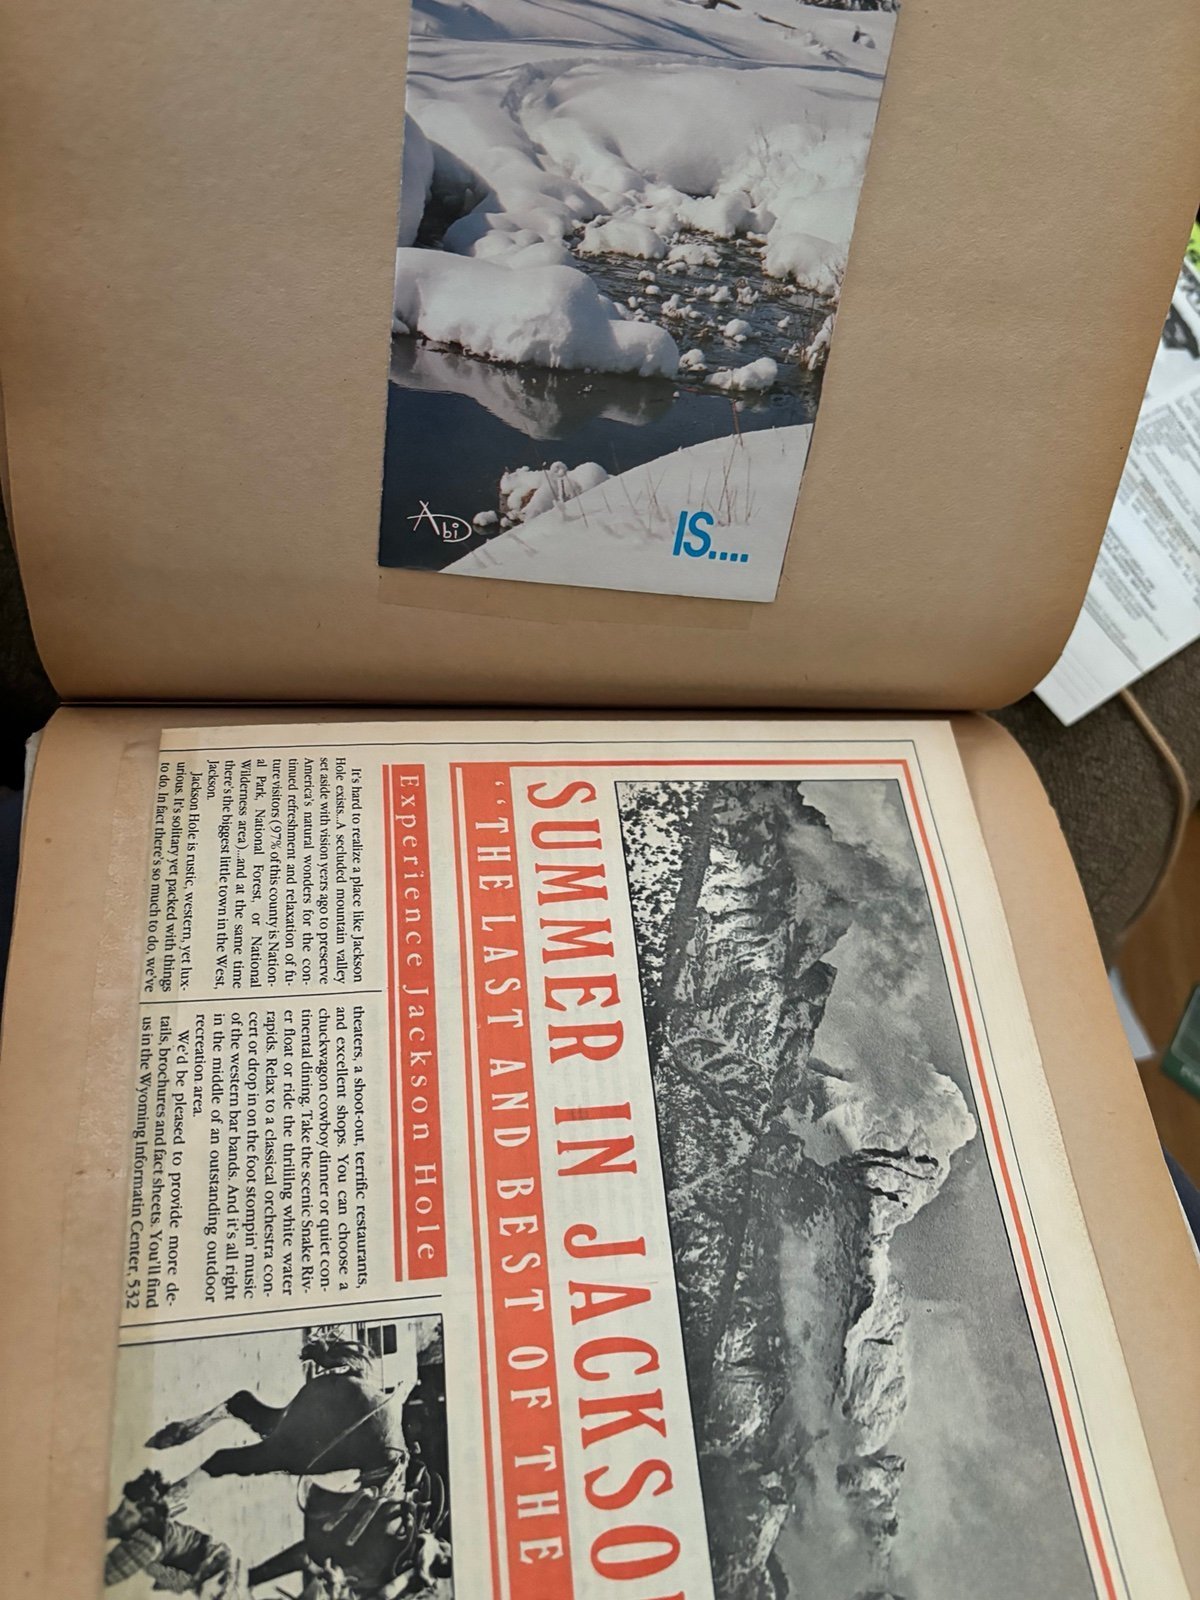 AbiD
IS....
SUMMER IN JACKSO
"THE LAST AND BEST OF THE
Experience Jackson Hole
It's hard to realize a place like Jackson
Hole exists...A secluded mountain valley
set aside with vision years ago to preserve
America's natural wonders for the con-
tinued refreshment and relaxation of fu-
ture visitors (97% of this county is Nation-
al Park, National Forest, or National
Wilderness area)...and at the same time
there's the biggest little town in the West,
Jackson.
Jackson Hole is rustic, western, yet lux-
urious. It's solitary yet packed with things
to do. In fact there's so much to do, we've
theaters, a shoot-out, terrific restaurants,
and excellent shops. You can choose a
chuckwagon cowboy dinner or quiet con-
tinental dining. Take the scenic Snake Riv-
er float or ride the thrililng white water
rapids. Relax to a classical orchestra con-
cert or drop in on the foot stompin' music
of the western bar bands. And it's all right
in the middle of an outstanding outdoor
recreation area.
We'd be pleased to provide more de-
tails, brochures and fact sheets. You'll find
us in the Wyoming Informatin Center, 532